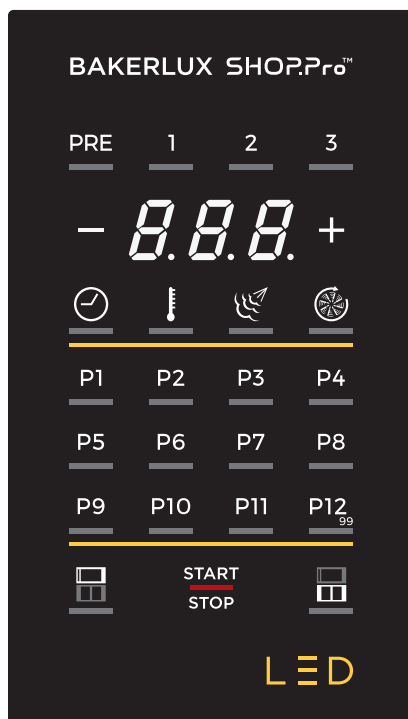 BAKERLUX SHOP.Pro™
PRE 1 2 3
- 8.8.8. +
P1 P2 P3 P4
P5 P6 P7 P8
P9 P10 P11 P12
99
START
STOP
LED